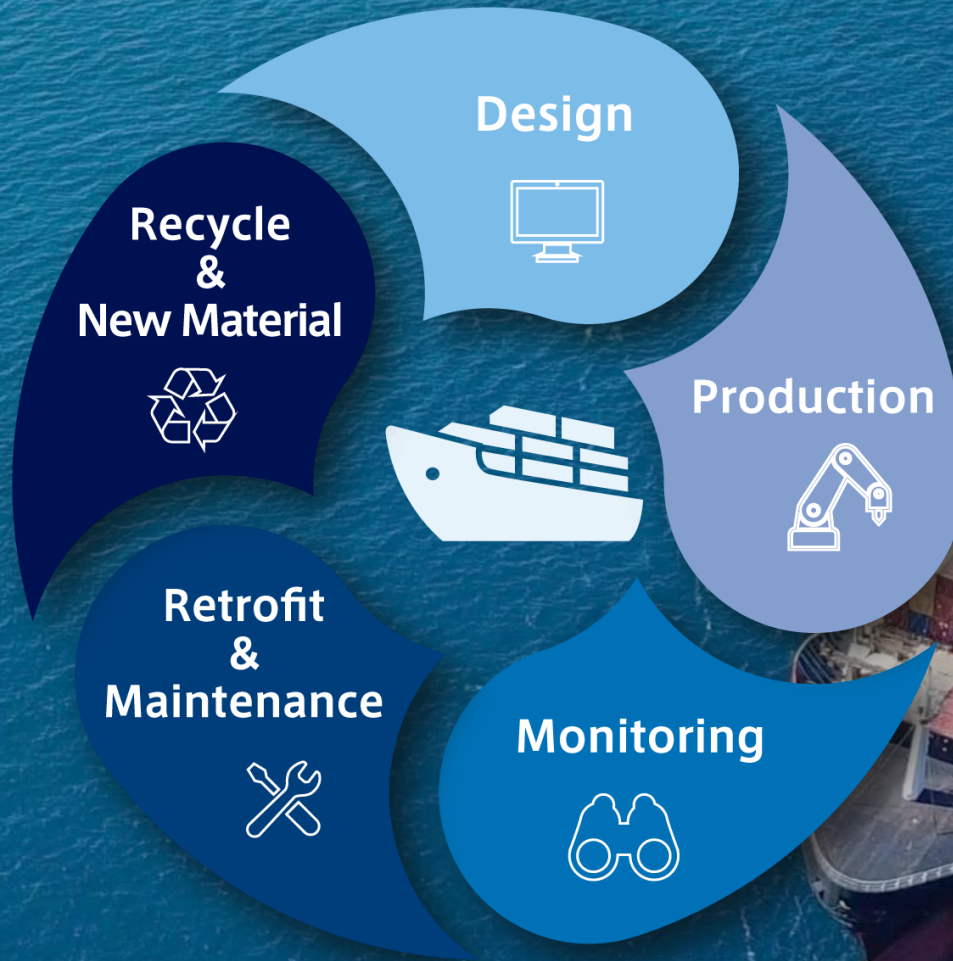 Design
Production
Monitoring
Retrofit
&
Maintenance
Recycle
&
New Material